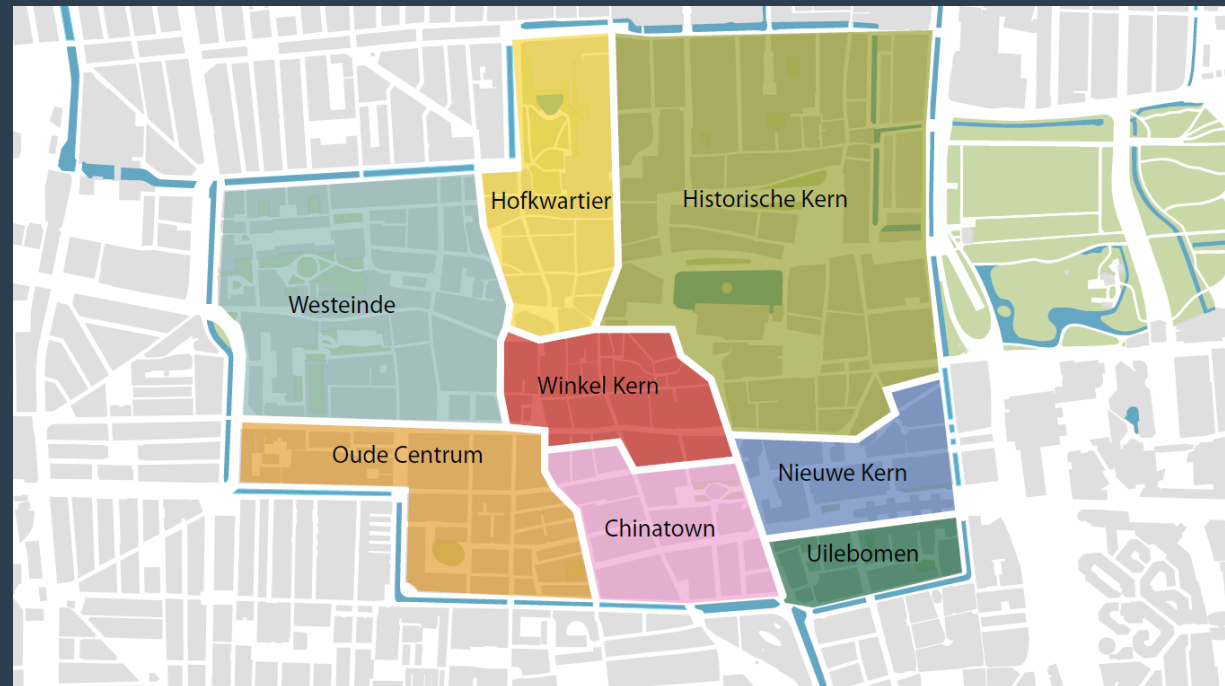 Hofkwartier
Historische Kern
Westeinde
Winkel Kern
Oude Centrum
Nieuwe Kern
Chinatown
Uilebomen